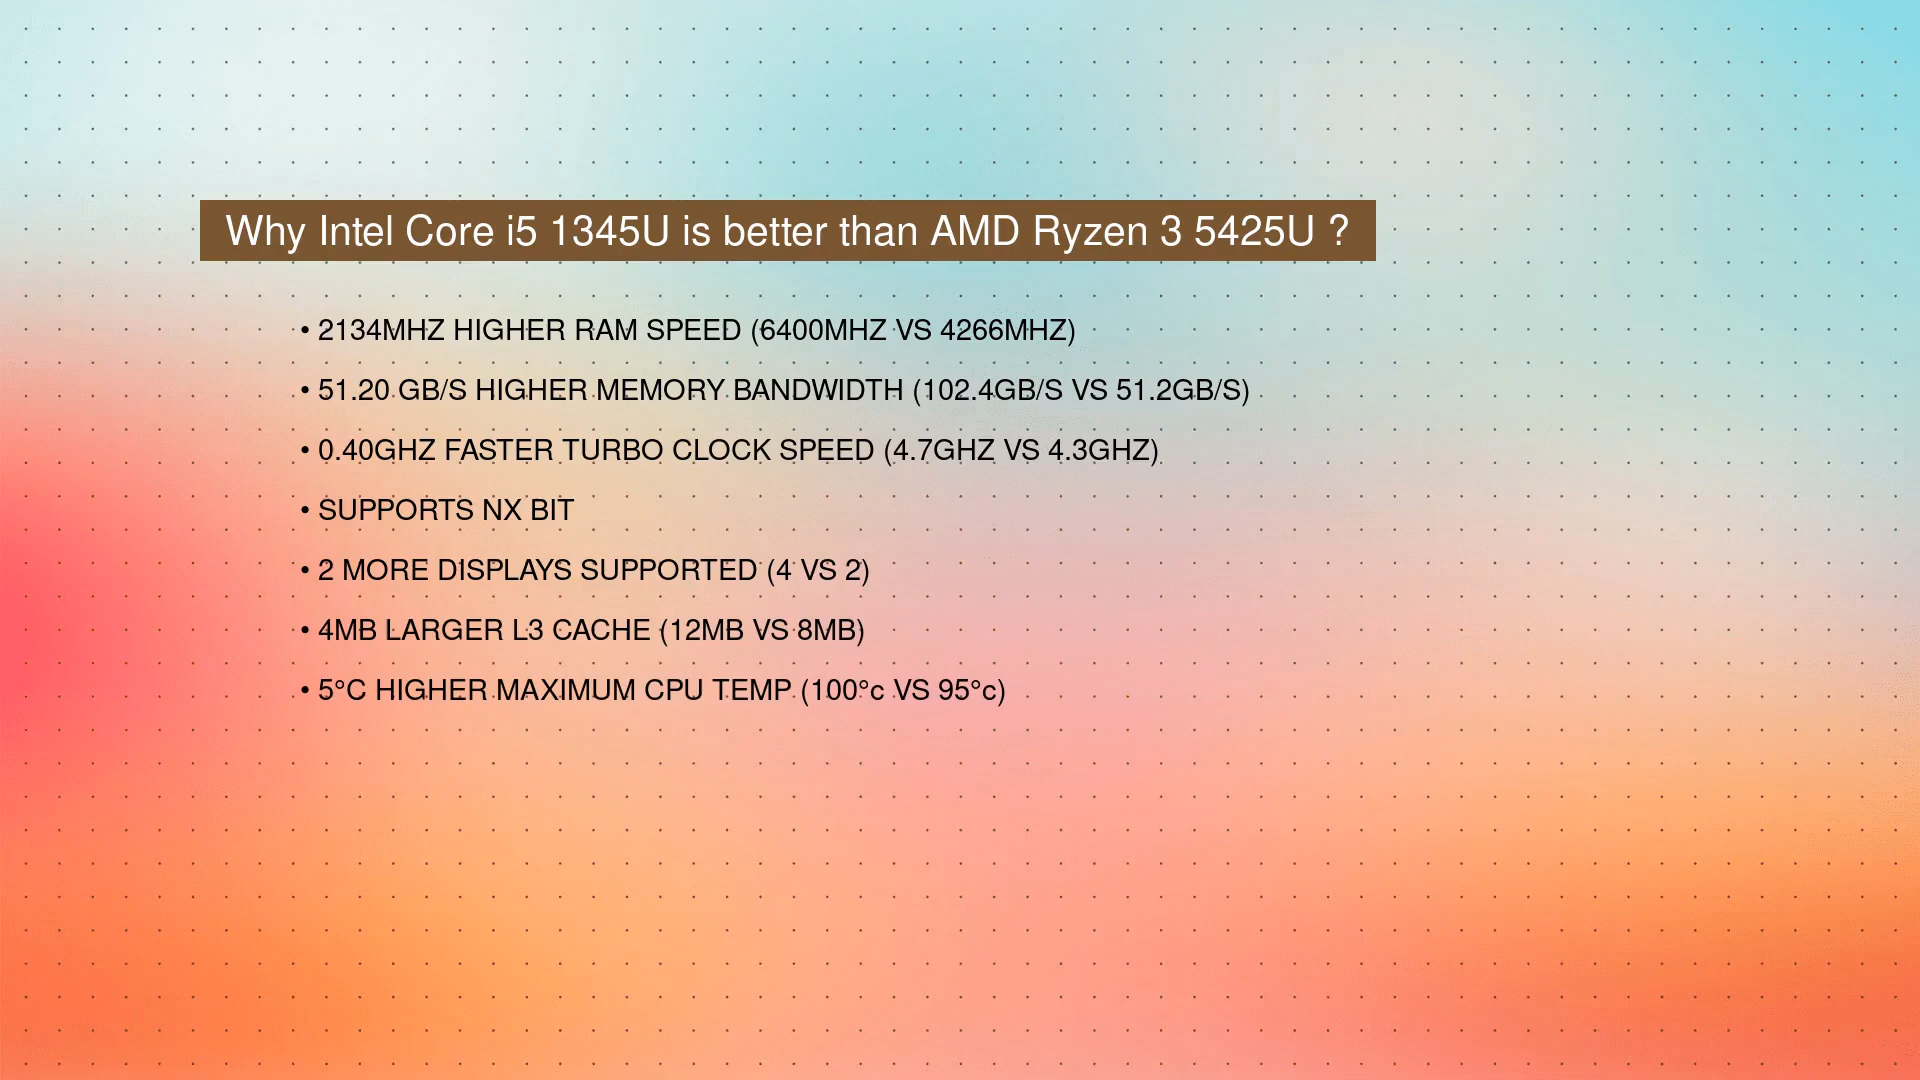 Why Intel Core i5 1345U is better than AMD Ryzen 3 5425U ?
• 2134MHZ HIGHER RAM SPEED (6400MHZ VS 4266MHZ)
• 51.20 GB/S HIGHER MEMORY BANDWIDTH (102.4GB/S VS 51.2GB/S)
• 0.40GHZ FASTER TURBO CLOCK SPEED (4.7GHZ VS 4.3GHZ)
• SUPPORTS NX BIT
• 2 MORE DISPLAYS SUPPORTED (4 VS 2)
• 4MB LARGER L3 CACHE (12MB VS 8MB)
• 5°C HIGHER MAXIMUM CPU TEMP (100°c VS 95°c)